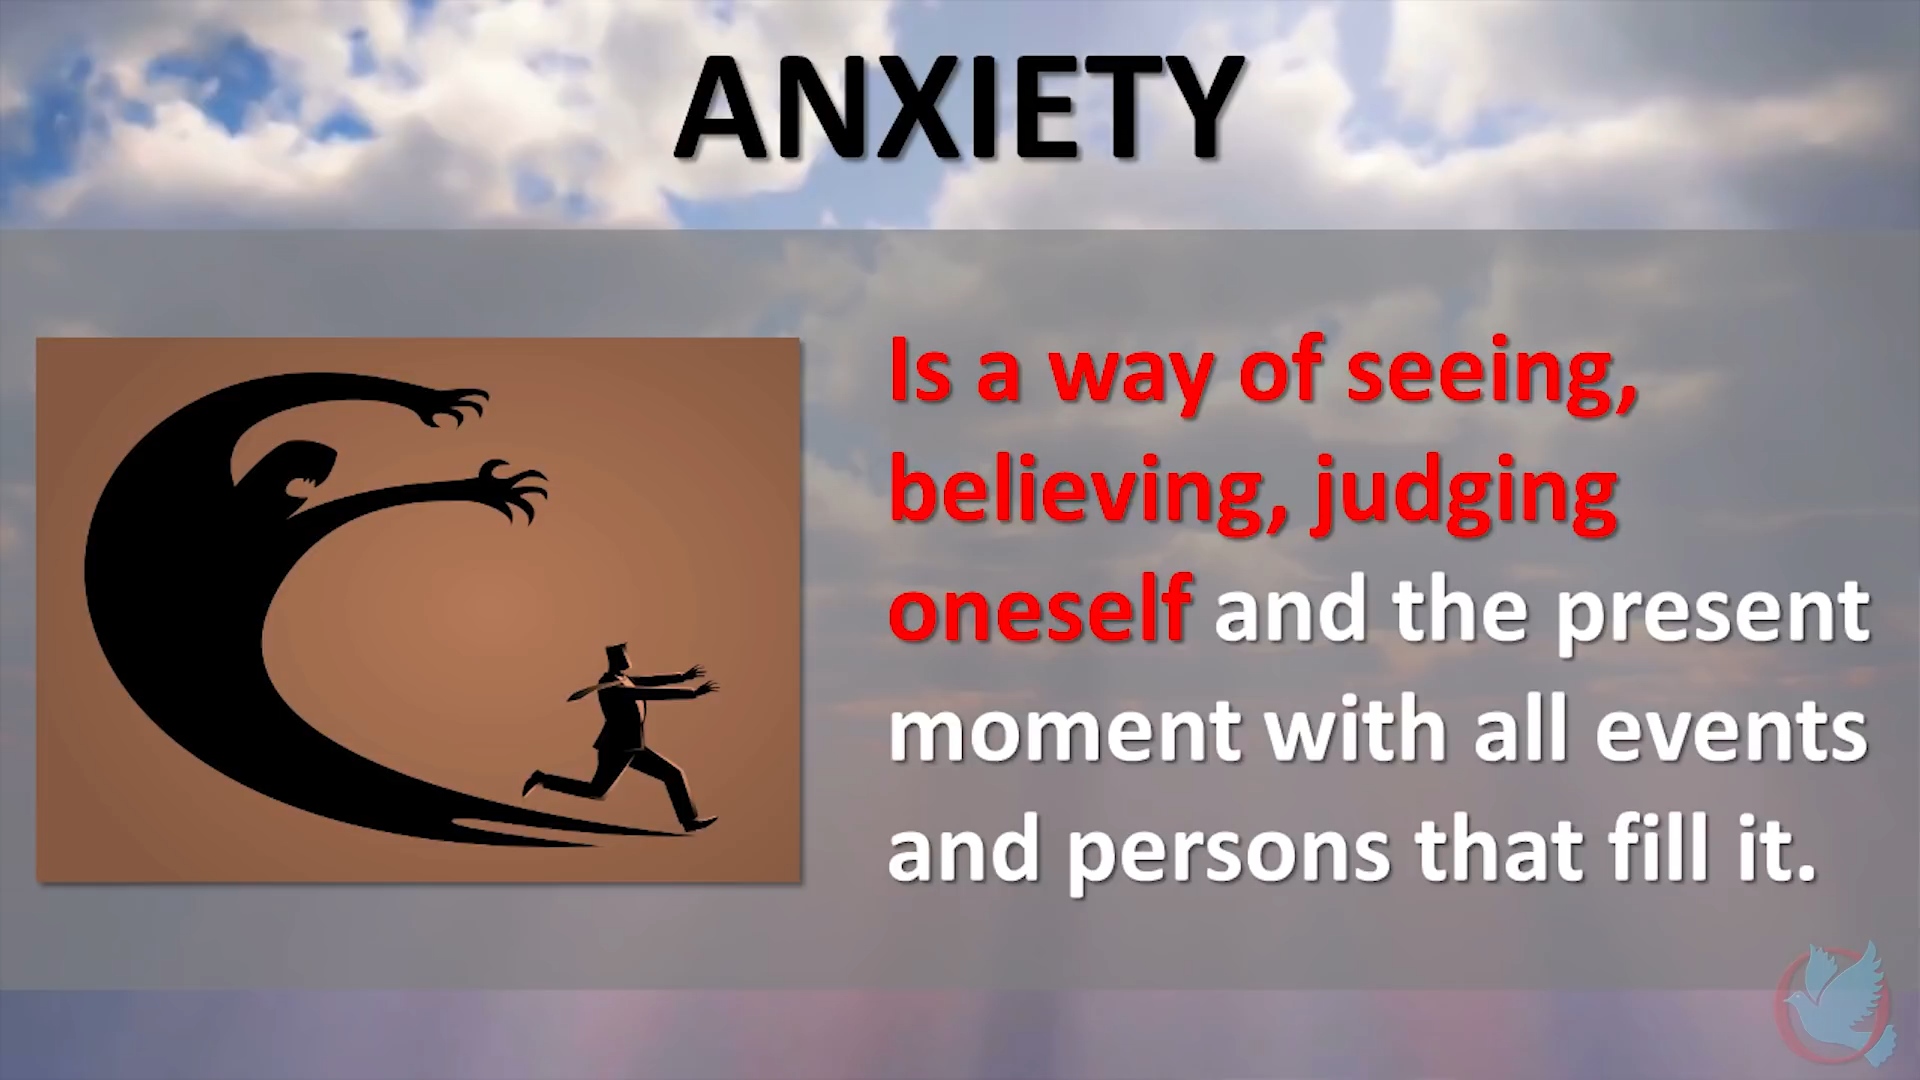 ANXIETY
Is a way of seeing,
believing, judging
oneself and the present
moment with all events
and persons that fill it.